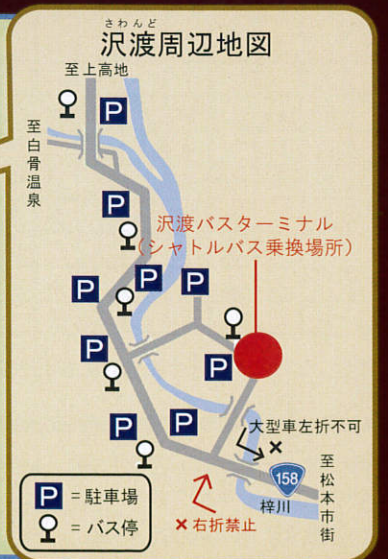 さわんど
沢渡周辺地図
至上高地
P
至白骨温泉
P
沢渡バスターミナル
(シャトルバス乗換場所)
P
P
P
P
P
P
P
大型車左折不可
×
158
梓川
至松本市街
×右折禁止
P =駐車場
=バス停